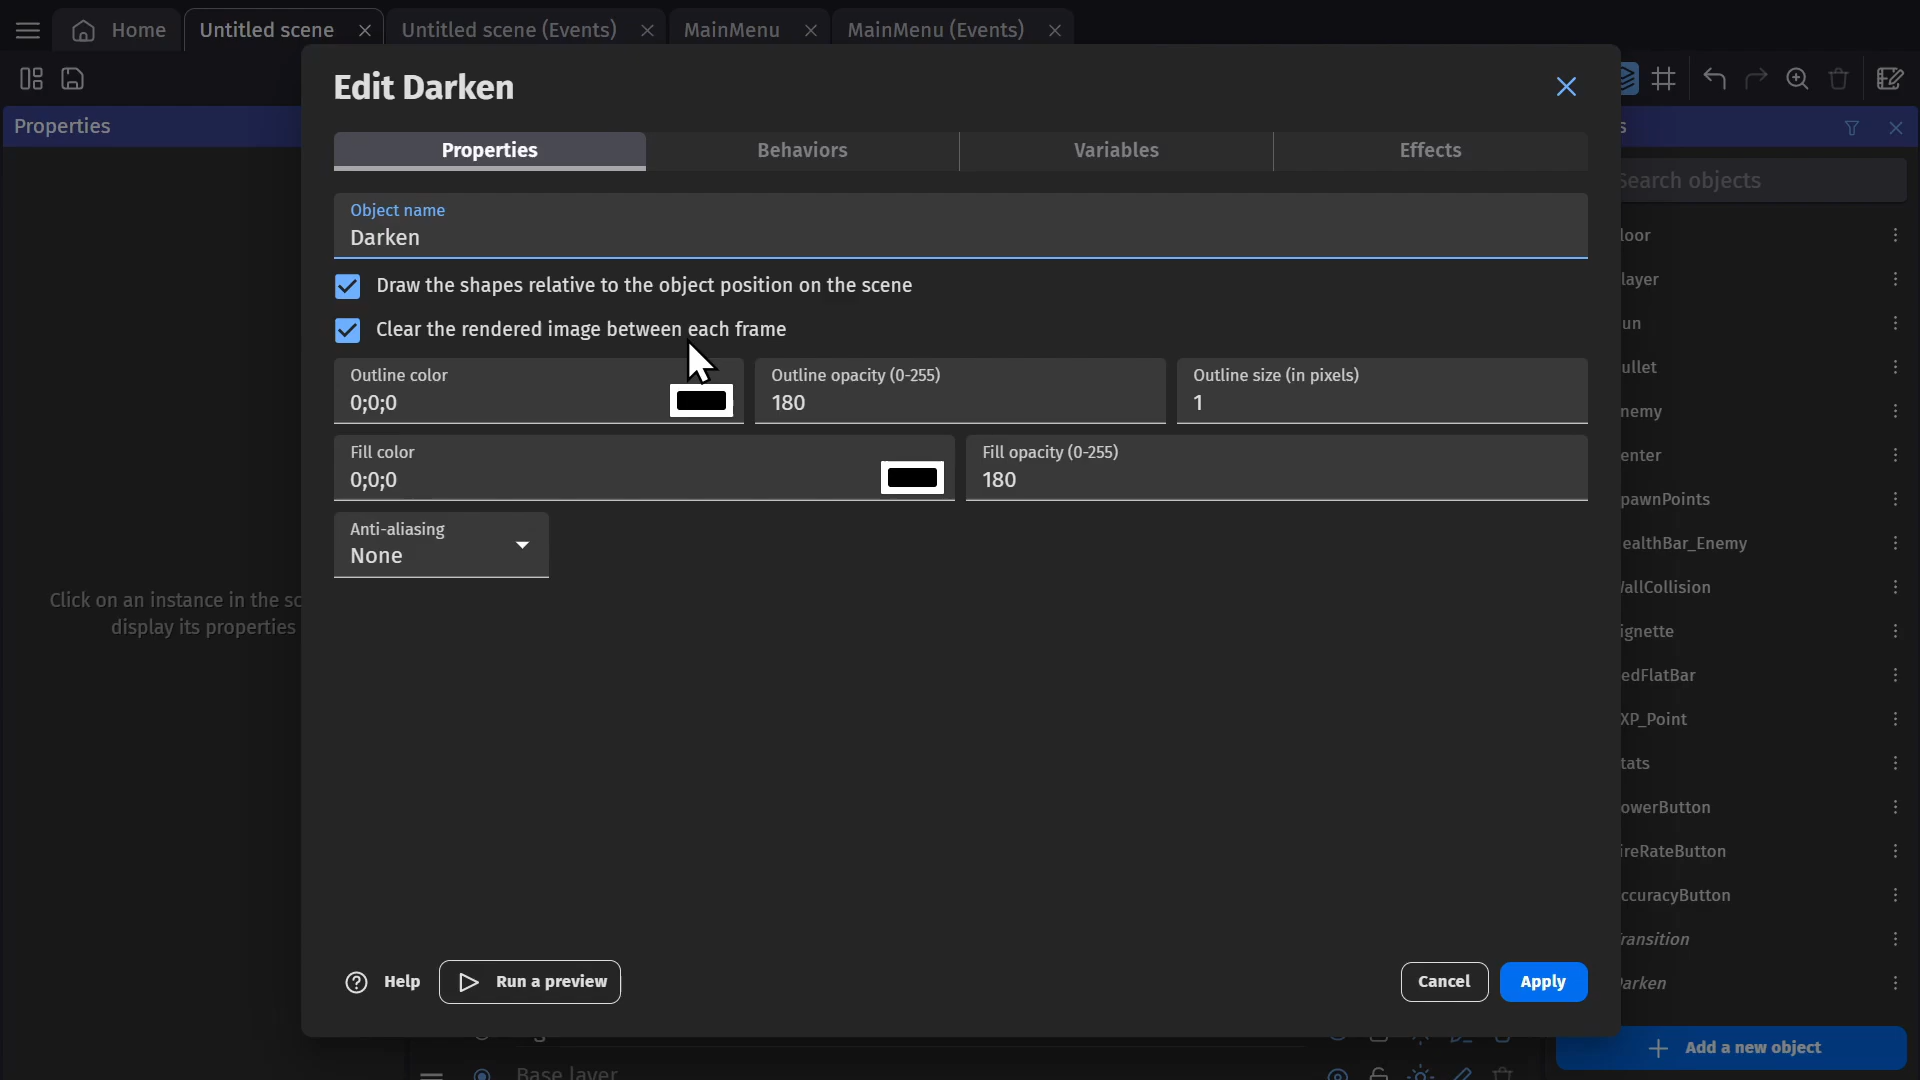 Home
Untitled scene
Untitled scene (Events)
MainMenu
MainMenu (Events)
Properties
Edit Darken
Properties
Behaviors
Variables
Effects
Object name
Darken
Draw the shapes relative to the object position on the scene
Clear the rendered image between each frame
Outline color
0;0;0
Outline opacity (0-255)
180
Outline size (in pixels)
1
Fill color
0;0;0
Fill opacity (0-255)
180
Anti-aliasing
None
Click on an instance in the sc
display its properties
Help
Run a preview
Cancel
Apply
Search objects
loor
layer
un
ullet
nemy
enter
pawnPoints
ealthBar_Enemy
allCollision
ignette
edFlatBar
XP_Point
tats
owerButton
ireRateButton
ccuracyButton
ransition
arken
Add a new object
Base layer